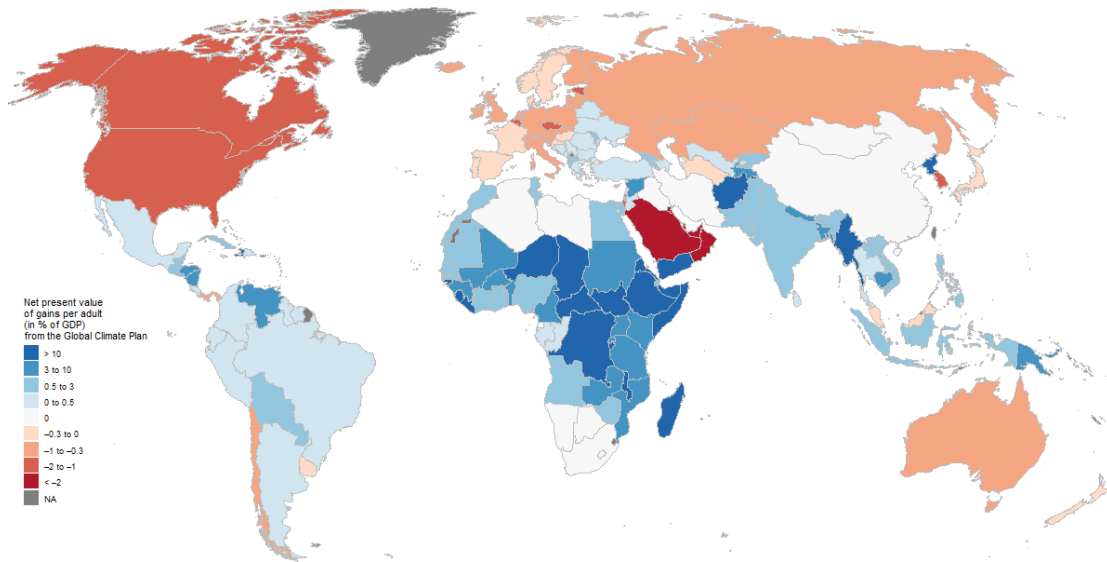 Net present value
of gains per adult
(in % of GDP)
from the Global Climate Plan
> 10
3 to 10
0.5 to 3
0 to 0.5
0
–0.3 to 0
–1 to –0.3
–2 to –1
< –2
NA